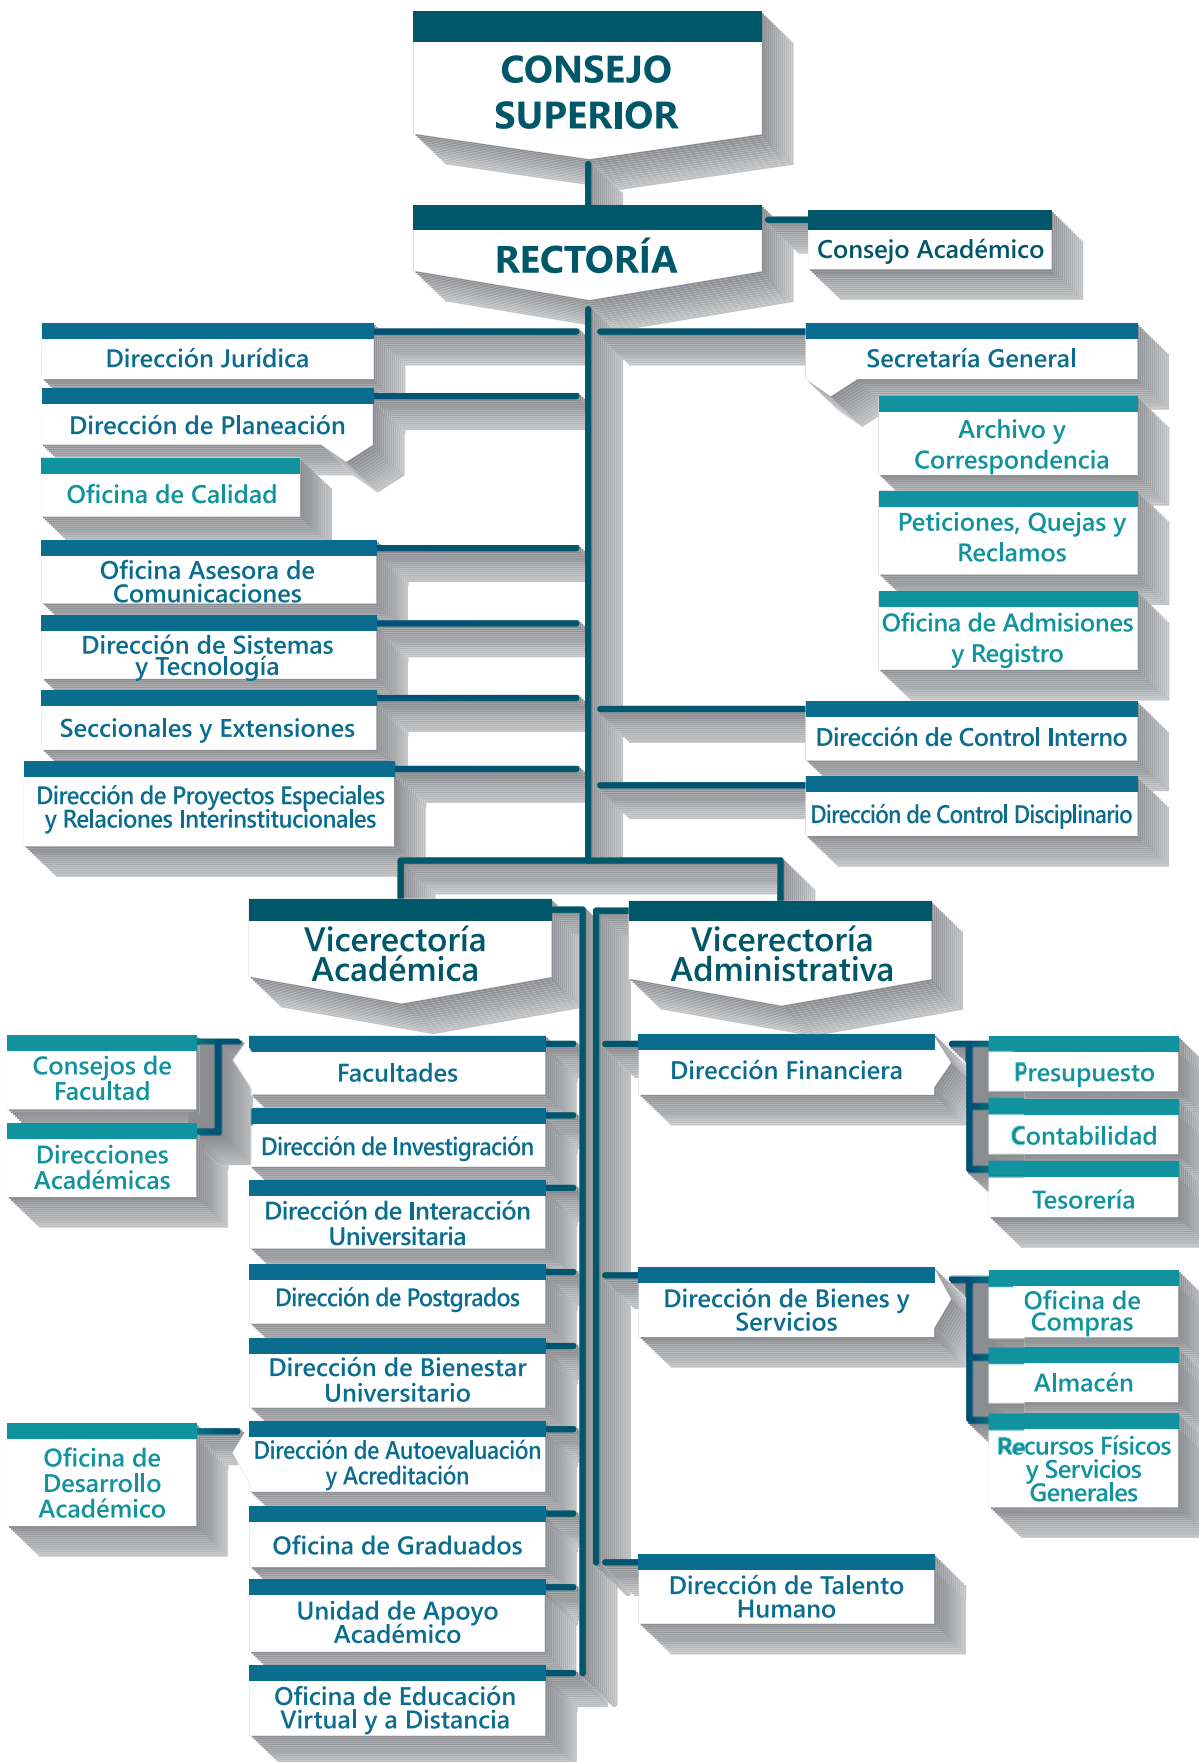 CONSEJO
SUPERIOR
RECTORÍA
Consejo Académico
Dirección Jurídica
Dirección de Planeación
Oficina de Calidad
Oficina Asesora de
Comunicaciones
Dirección de Sistemas
y Tecnología
Seccionales y Extensiones
Dirección de Proyectos Especiales
y Relaciones Interinstitucionales
Secretaría General
Archivo y
Correspondencia
Peticiones, Quejas y
Reclamos
Oficina de Admisiones
y Registro
Dirección de Control Interno
Dirección de Control Disciplinario
Vicerectoría
Académica
Consejos de
Facultad
Direcciones
Académicas
Facultades
Dirección de Investigración
Dirección de Interacción
Universitaria
Dirección de Postgrados
Dirección de Bienestar
Universitario
Oficina de
Desarrollo
Académico
Dirección de Autoevaluación
y Acreditación
Oficina de Graduados
Unidad de Apoyo
Académico
Oficina de Educación
Virtual y a Distancia
Vicerectoría
Administrativa
Dirección Financiera
Presupuesto
Contabilidad
Tesorería
Dirección de Bienes y
Servicios
Oficina de
Compras
Almacén
Recursos Físicos
y Servicios
Generales
Dirección de Talento
Humano